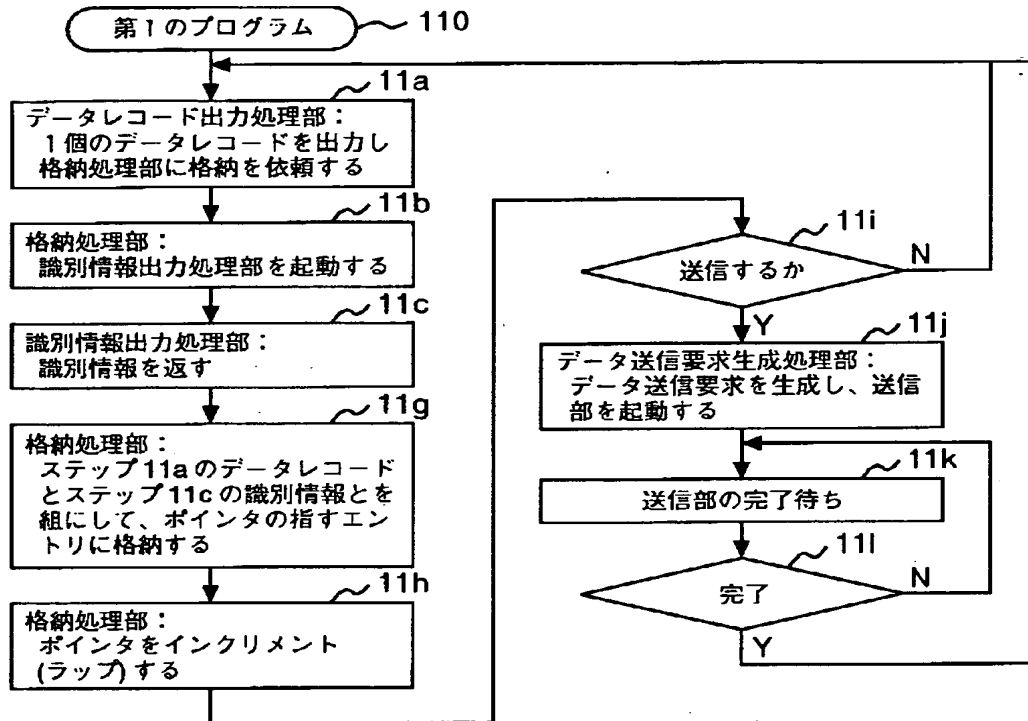 第１のプログラム
110
11a
データレコード出力処理部：
１個のデータレコードを出力し
格納処理部に格納を依頼する
11b
格納処理部：
識別情報出力処理部を起動する
11c
識別情報出力処理部：
識別情報を返す
11g
格納処理部：
ステップ11aのデータレコード
とステップ11cの識別情報とを
組にして、ポインタの指すエン
トリに格納する
11h
格納処理部：
ポインタをインクリメント
(ラップ)する
11i
送信するか
N
Y
11j
データ送信要求生成処理部：
データ送信要求を生成し、送信
部を起動する
11k
送信部の完了待ち
11l
完了
N
Y